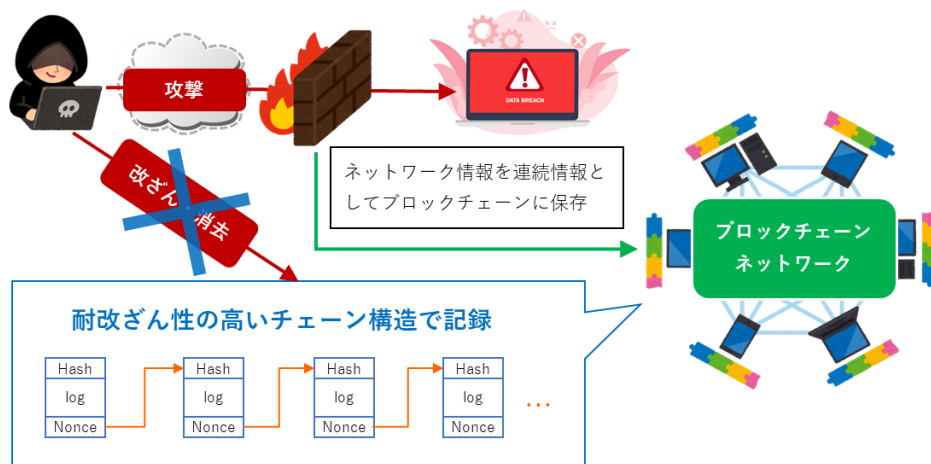 攻撃
DATA BREACH
改ざん・消去
ネットワーク情報を連続情報と
してブロックチェーンに保存
ブロックチェーン
ネットワーク
耐改ざん性の高いチェーン構造で記録
Hash
log
Nonce
Hash
log
Nonce
Hash
log
Nonce
Hash
log
Nonce
...